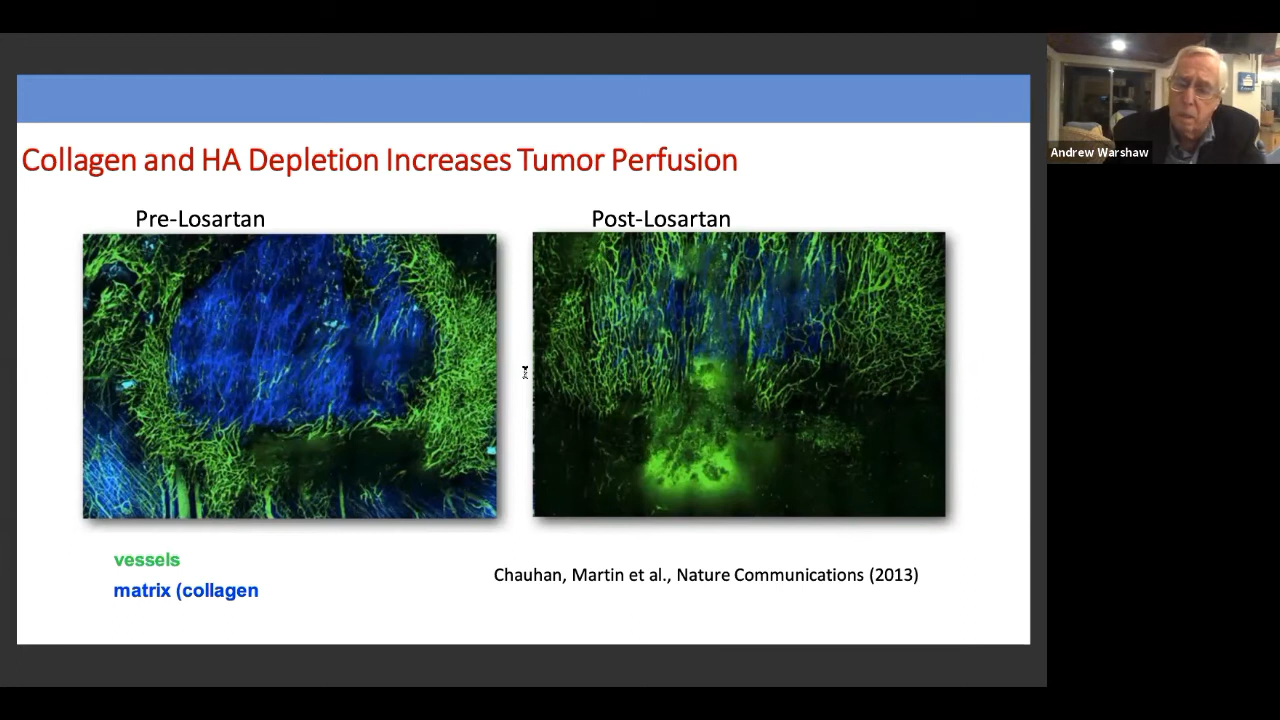 Collagen and HA Depletion Increases Tumor Perfusion
Pre-Losartan
Post-Losartan
vessels
matrix (collagen
Chauhan, Martin et al., Nature Communications (2013)
Andrew Warshaw